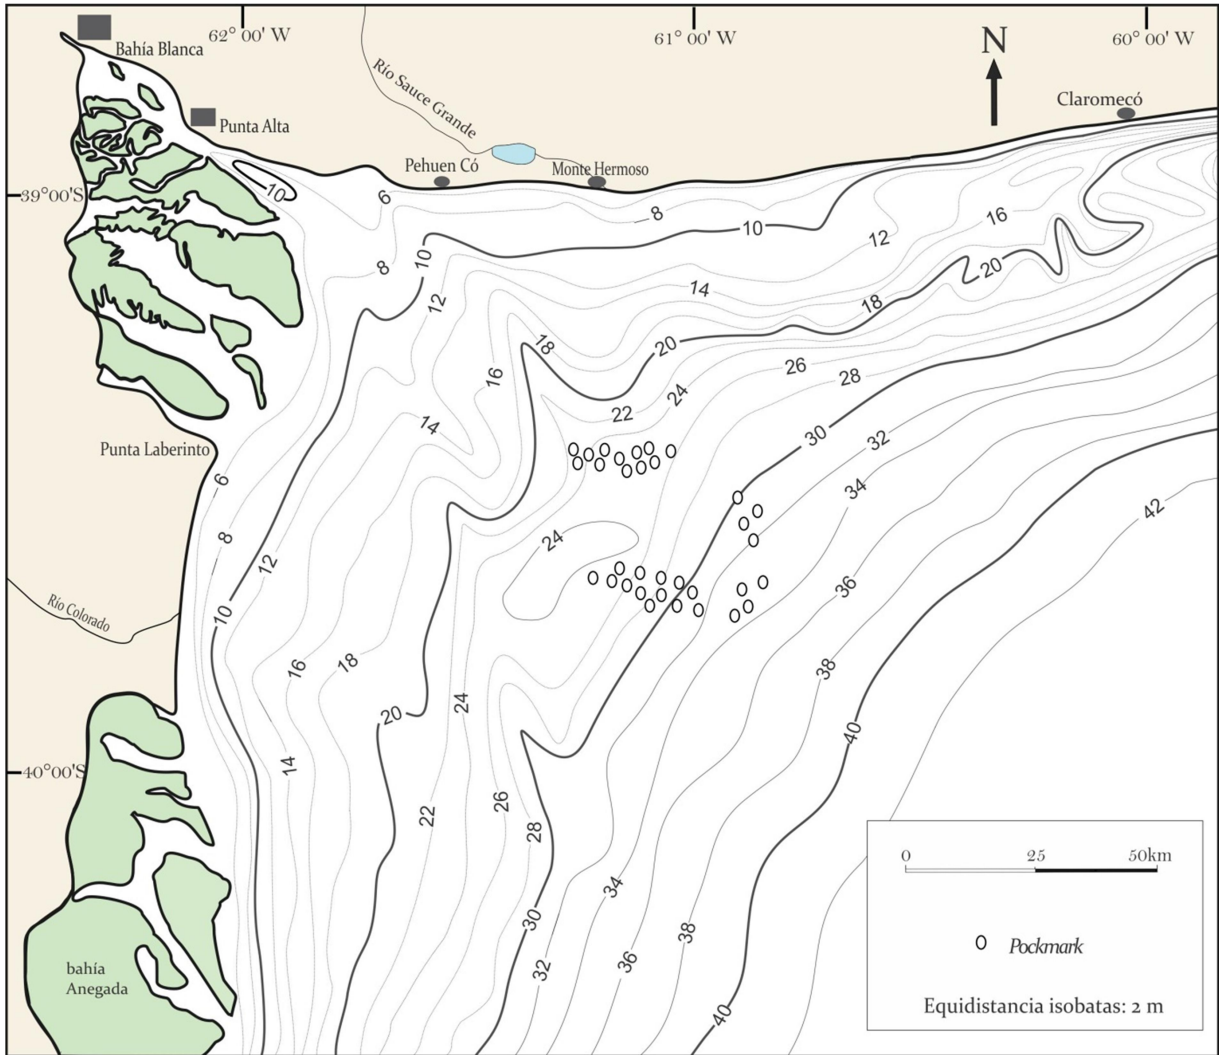 62° 00' W
61° 00' W
60° 00' W
N
Bahía Blanca
Río Sauce Grande
Claromecó
Punta Alta
Pehuen Có
Monte Hermoso
39°00'S
10
6
8
10
12
16
8
10
12
14
18
20
18
20
16
26
28
24
22
14
30
32
34
42
Punta Laberinto
6
8
12
24
10
36
Río Colorado
16
18
38
20
24
40
40°00'S
14
22
26
28
34
30
38
36
32
40
0
25
50km
Pockmark
Equidistancia isobatas: 2 m
bahía
Anegada